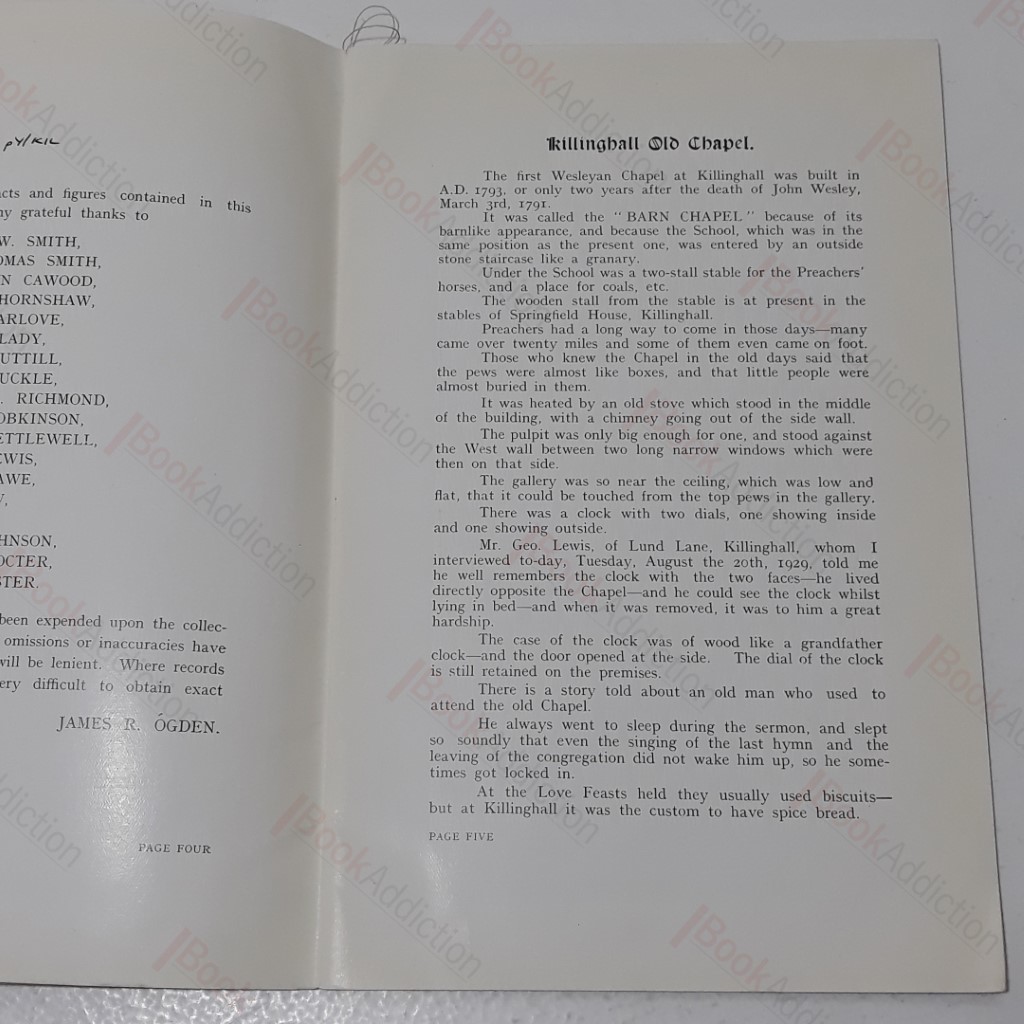 pY/KIL
cts and figures contained in this
ny grateful thanks to
W. SMITH,
OMAS SMITH,
N CAWOOD,
HORNSHAW,
ARLOVE,
LADY,
UTTILL,
UCKLE,
. RICHMOND,
OBKINSON,
ETTLEWELL,
EWIS,
AWE,
HNSON,
OCTER,
STER.
been expended upon the collec-
omissions or inaccuracies have
will be lenient. Where records
ery difficult to obtain exact
JAMES R. OGDEN.
PAGE FOUR
Killinghall Old Chapel.
The first Wesleyan Chapel at Killinghall was built in
A.D. 1793, or only two years after the death of John Wesley,
March 3rd, 1791.
It was called the "BARN CHAPEL" because of its
barnlike appearance, and because the School, which was in the
same position as the present one, was entered by an outside
stone staircase like a granary.
Under the School was a two-stall stable for the Preachers'
horses, and a place for coals, etc.
The wooden stall from the stable is at present in the
stables of Springfield House, Killinghall.
Preachers had a long way to come in those days—many
came over twenty miles and some of them even came on foot.
Those who knew the Chapel in the old days said that
the pews were almost like boxes, and that little people were
almost buried in them.
It was heated by an old stove which stood in the middle
of the building, with a chimney going out of the side wall.
The pulpit was only big enough for one, and stood against
the West wall between two long narrow windows which were
then on that side.
The gallery was so near the ceiling, which was low and
flat, that it could be touched from the top pews in the gallery.
There was a clock with two dials, one showing inside
and one showing outside.
Mr. Geo. Lewis, of Lund Lane, Killinghall, whom I
interviewed to-day, Tuesday, August the 20th, 1929, told me
he well remembers the clock with the two faces—he lived
directly opposite the Chapel—and he could see the clock whilst
lying in bed—and when it was removed, it was to him a great
hardship.
The case of the clock was of wood like a grandfather
clock—and the door opened at the side. The dial of the clock
is still retained on the premises.
There is a story told about an old man who used to
attend the old Chapel.
He always went to sleep during the sermon, and slept
so soundly that even the singing of the last hymn and the
leaving of the congregation did not wake him up, so he some-
times got locked in.
At the Love Feasts held they usually used biscuits—
but at Killinghall it was the custom to have spice bread.
PAGE FIVE
BookAddiction